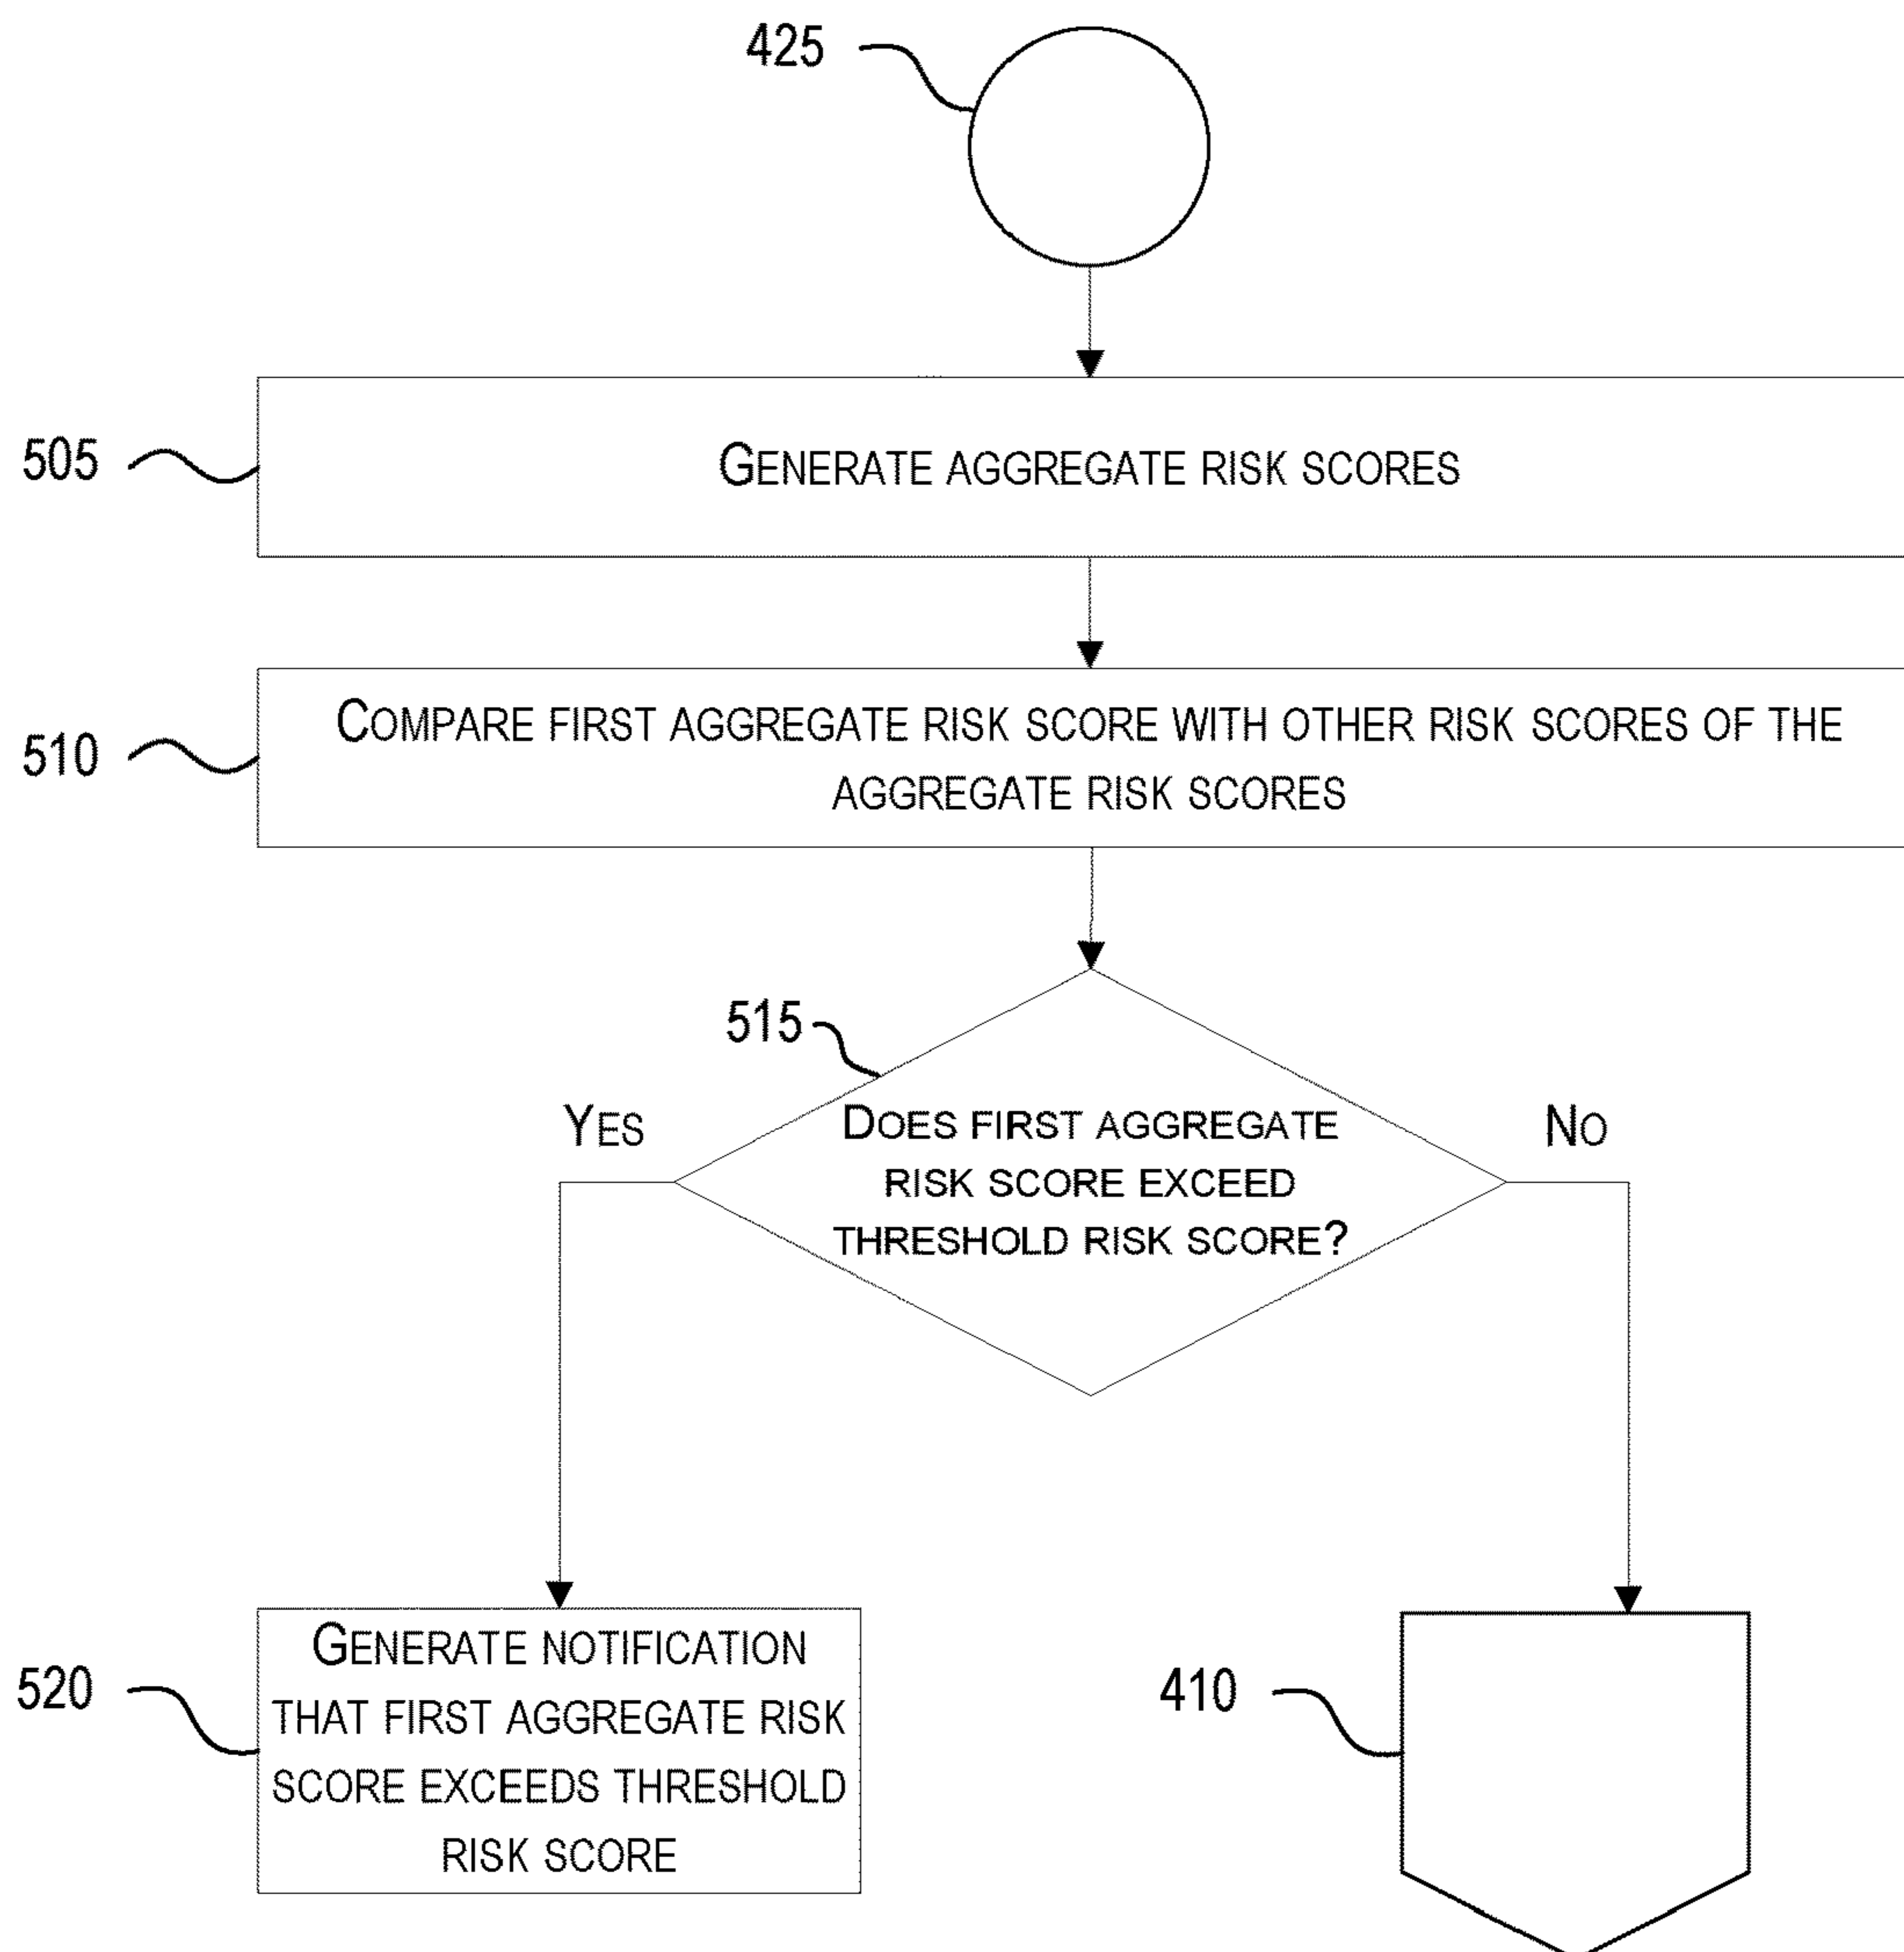 425
505
GENERATE AGGREGATE RISK SCORES
510
COMPARE FIRST AGGREGATE RISK SCORE WITH OTHER RISK SCORES OF THE
AGGREGATE RISK SCORES
515
YES
DOES FIRST AGGREGATE
RISK SCORE EXCEED
THRESHOLD RISK SCORE?
NO
520
GENERATE NOTIFICATION
THAT FIRST AGGREGATE RISK
SCORE EXCEEDS THRESHOLD
RISK SCORE
410